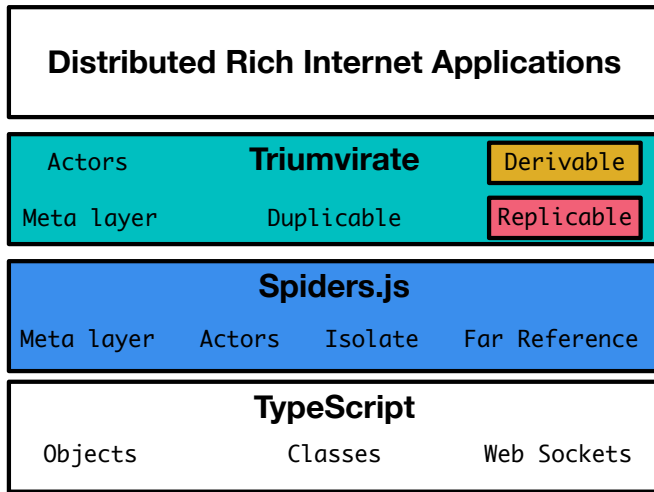 Distributed Rich Internet Applications
Actors Triumvirate Derivable
Meta layer Duplicable Replicable
Spiders.js
Meta layer Actors Isolate Far Reference
TypeScript
Objects Classes Web Sockets